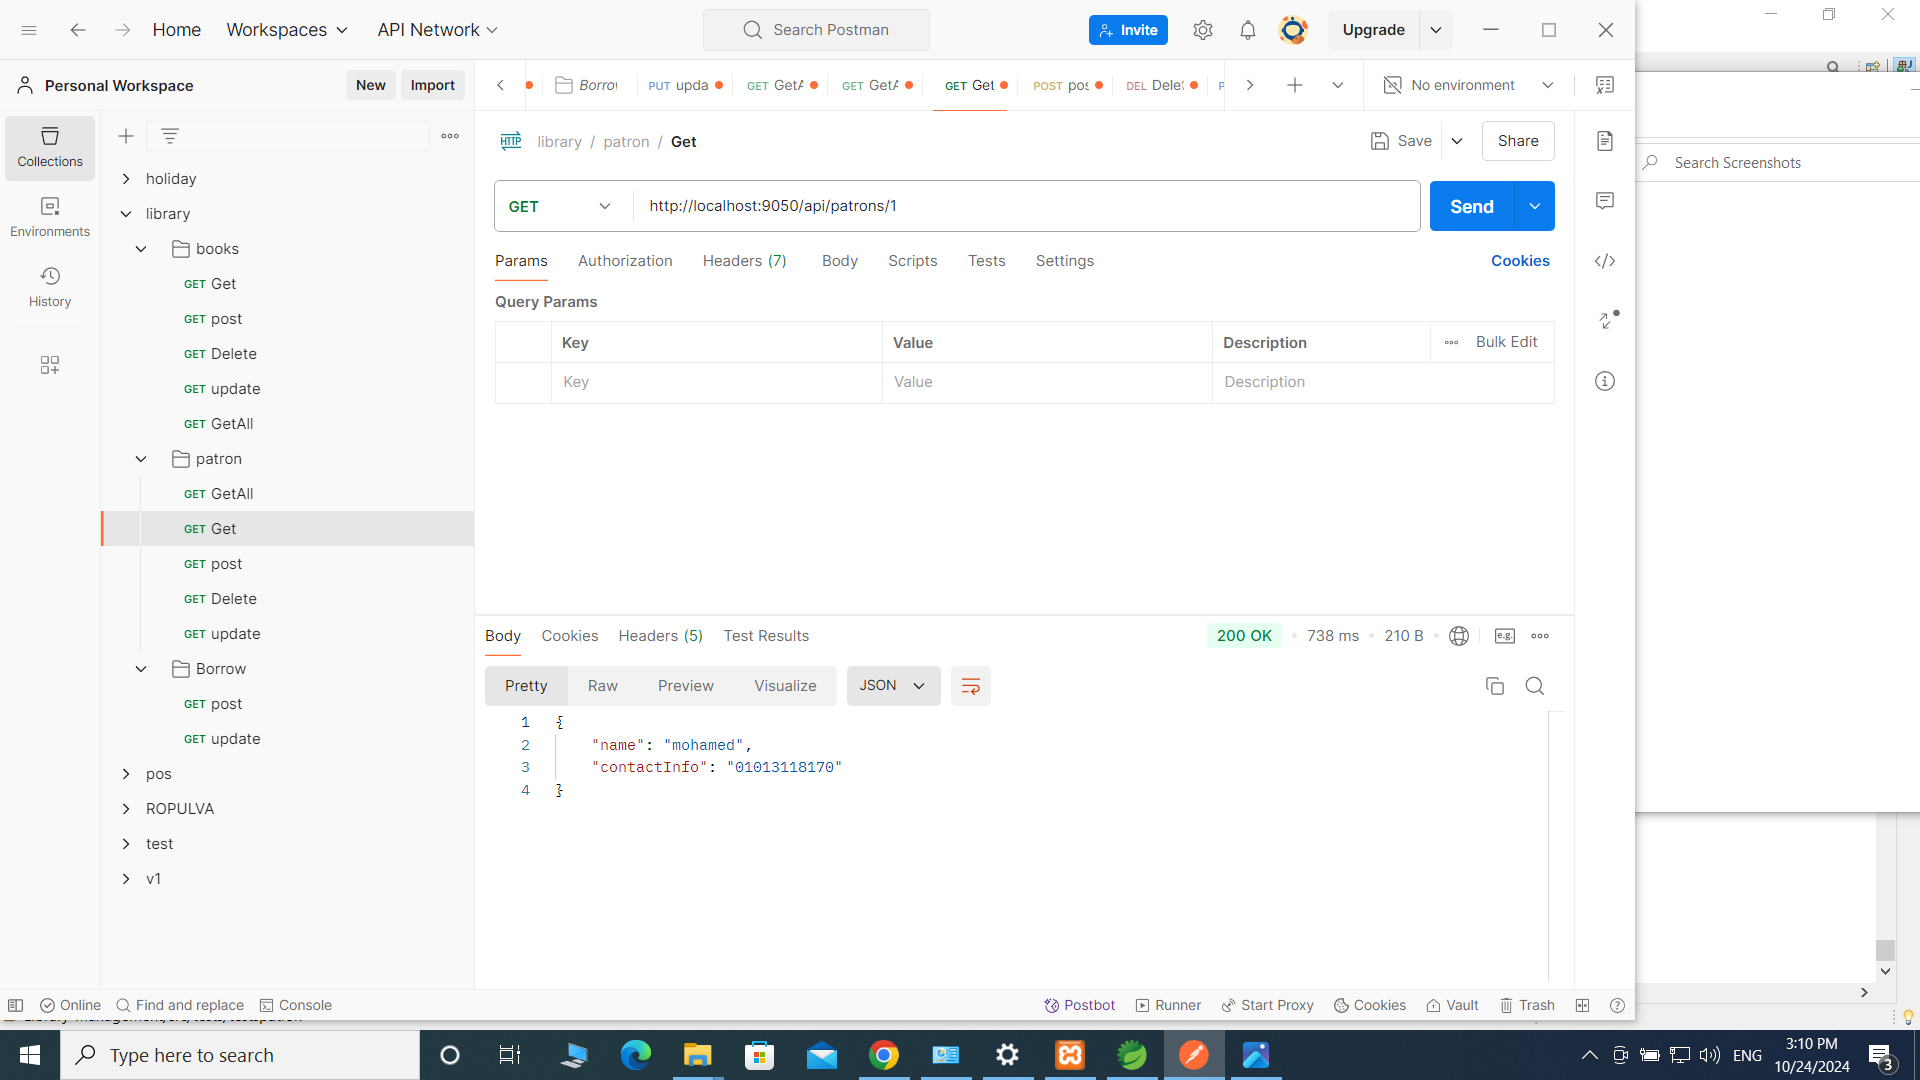 Home Workspaces API Network Search Postman Invite Upgrade
Personal Workspace New Import
Borrow PUT upda GET GetA GET GetA GET Get POST pos DEL Delet No environment
Collections
Environments
History
holiday
library
books
GET Get
GET post
GET Delete
GET update
GET GetAll
patron
GET GetAll
GET Get
GET post
GET Delete
GET update
Borrow
GET post
GET update
pos
ROPULVA
test
v1
HTTP library / patron / Get Save Share
GET http://localhost:9050/api/patrons/1 Send
Params Authorization Headers (7) Body Scripts Tests Settings Cookies
Query Params
Key Value Description Bulk Edit
Key Value Description
Body Cookies Headers (5) Test Results 200 OK 738 ms 210 B e.g.
Pretty Raw Preview Visualize JSON
1 {
2 "name": "mohamed",
3 "contactInfo": "01013118170"
4 }
Search Screenshots
Online Find and replace Console Postbot Runner Start Proxy Cookies Vault Trash
Type here to search
ENG
3:10 PM
10/24/2024
3